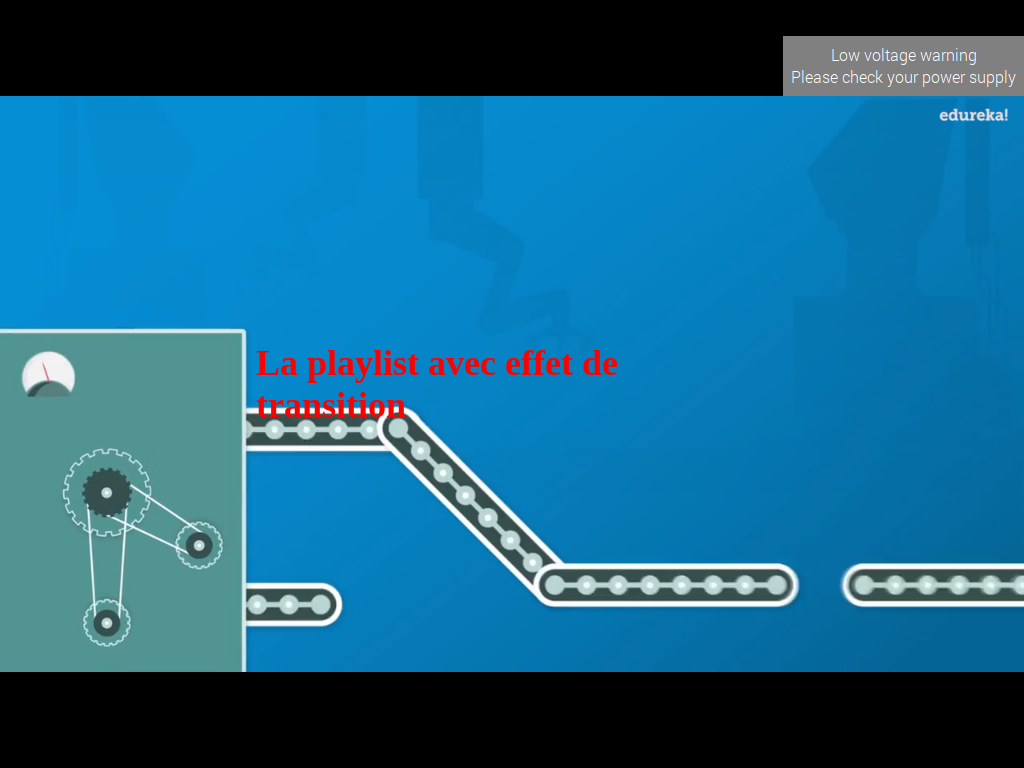 Low voltage warning
Please check your power supply
edureka!
La playlist avec effet de
transition